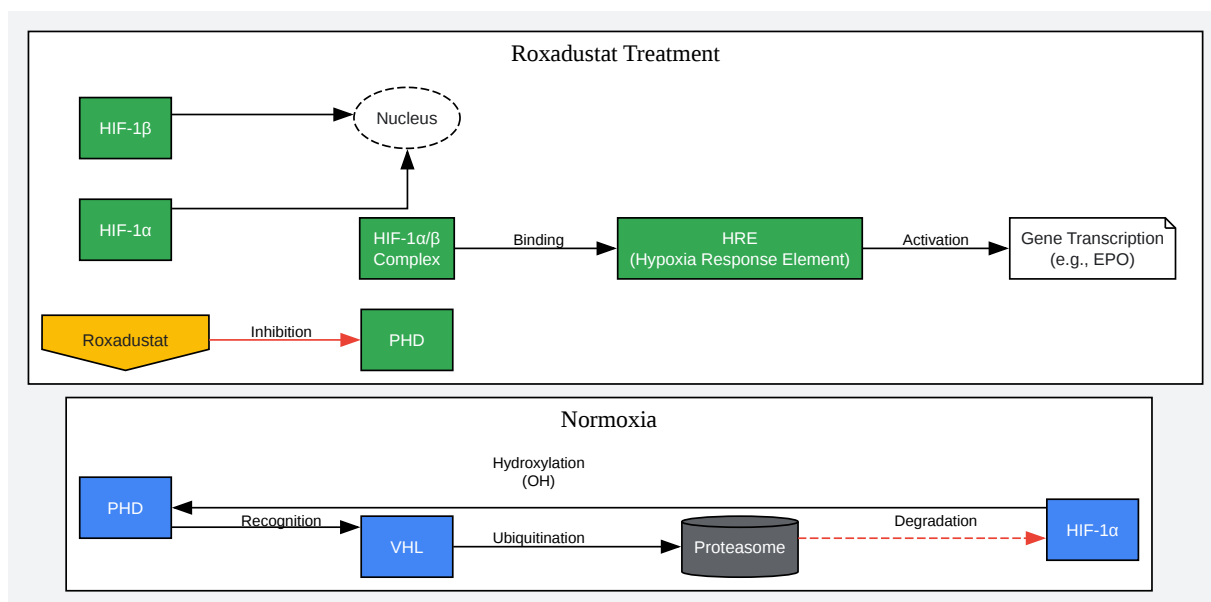 Roxadustat Treatment
HIF-1β
Nucleus
HIF-1α
HIF-1α/β
Complex
Binding
HRE
(Hypoxia Response Element)
Activation
Gene Transcription
(e.g., EPO)
Roxadustat
Inhibition
PHD
Normoxia
Hydroxylation
(OH)
PHD
Recognition
VHL
Ubiquitination
Proteasome
Degradation
HIF-1α